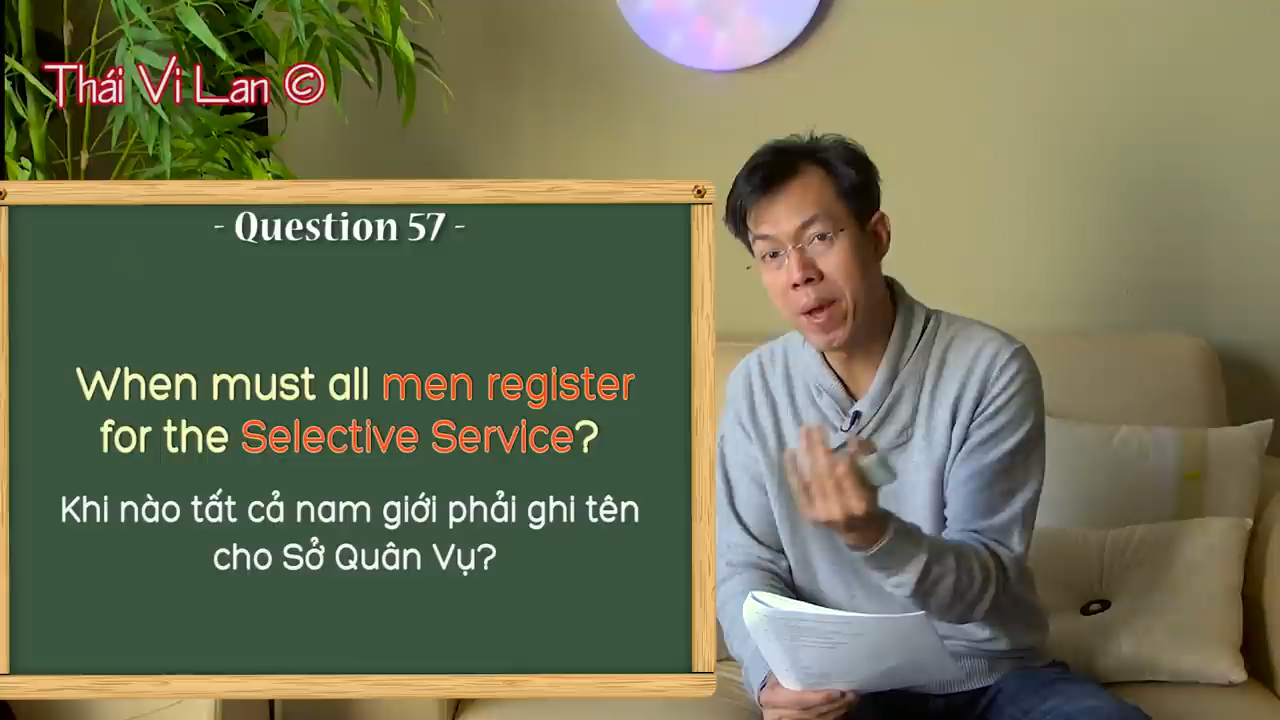 Thái Vi Lan ©
- Question 57 -
When must all men register
for the Selective Service?
Khi nào tất cả nam giới phải ghi tên
cho Sở Quân Vụ?